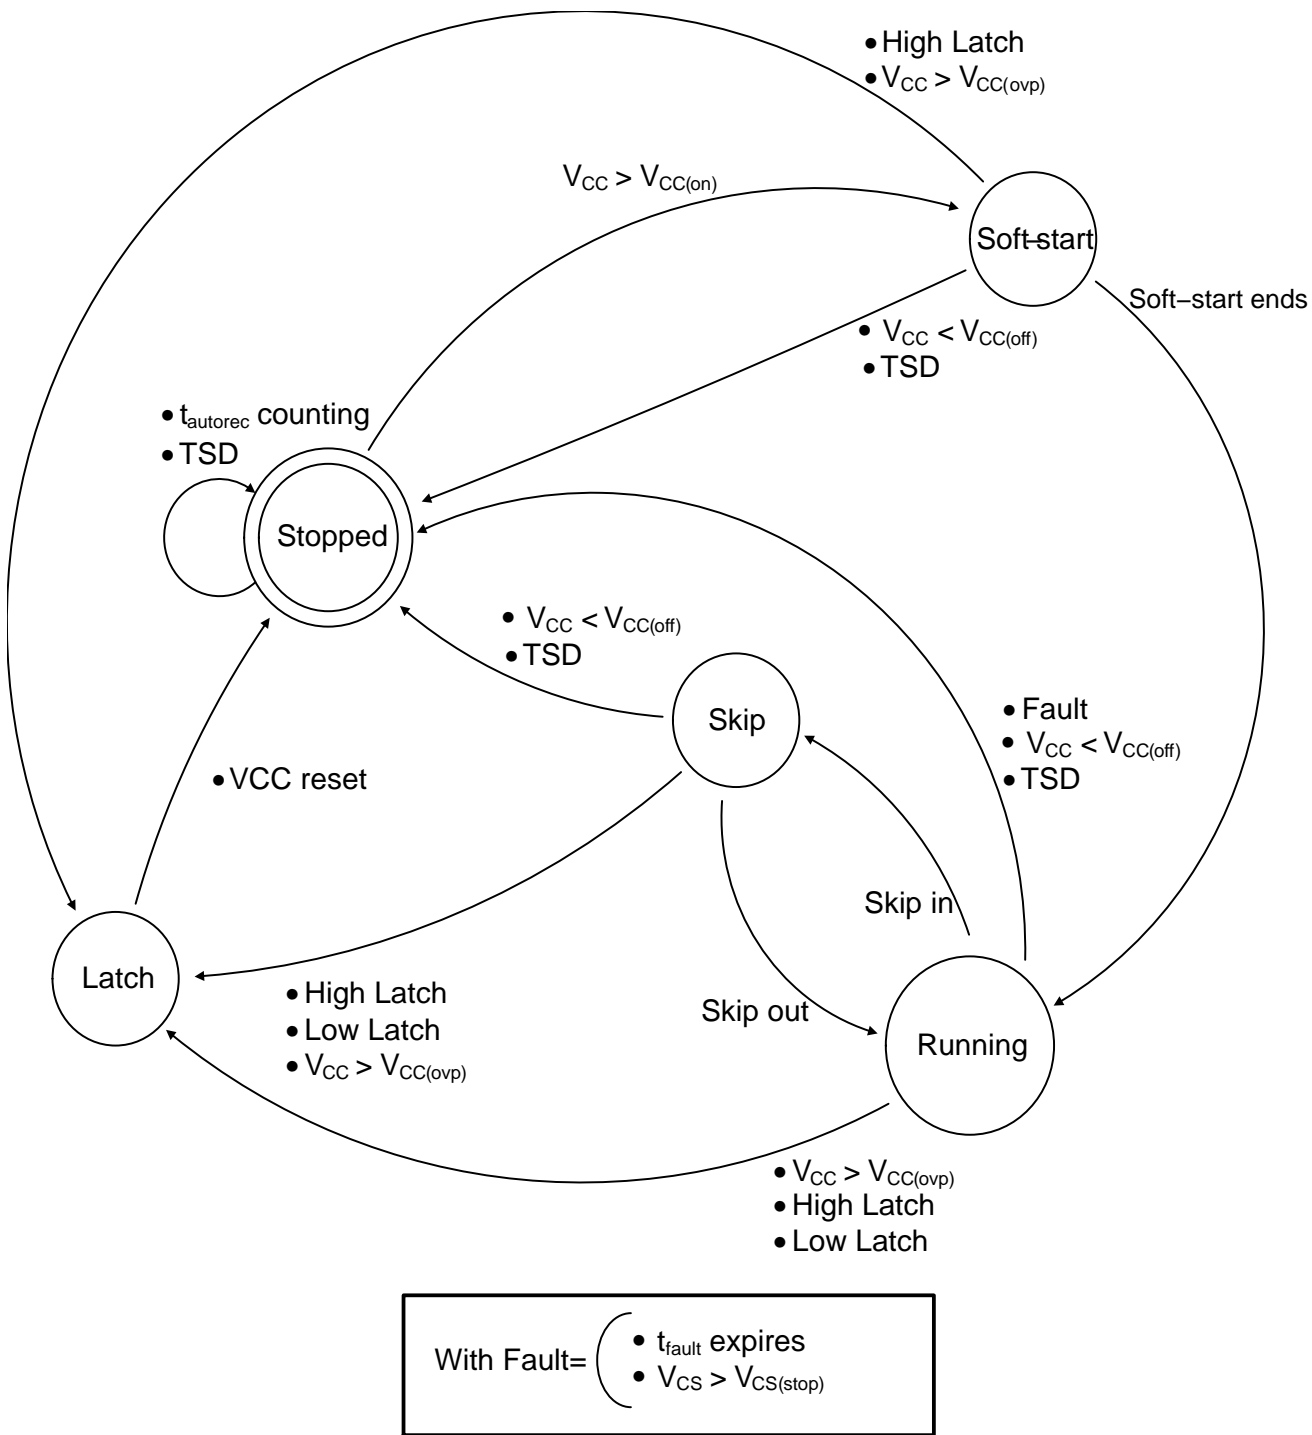 • High Latch
• VCC > VCC(ovp)
VCC > VCC(on)
Soft–start
Soft–start ends
• VCC < VCC(off)
• TSD
• tautorec counting
• TSD
Stopped
• VCC < VCC(off)
• TSD
Skip
• Fault
• VCC < VCC(off)
• TSD
• VCC reset
Skip in
Latch
• High Latch
• Low Latch
• VCC > VCC(ovp)
Skip out
Running
• VCC > VCC(ovp)
• High Latch
• Low Latch
With Fault=
• tfault expires
• VCS > VCS(stop)